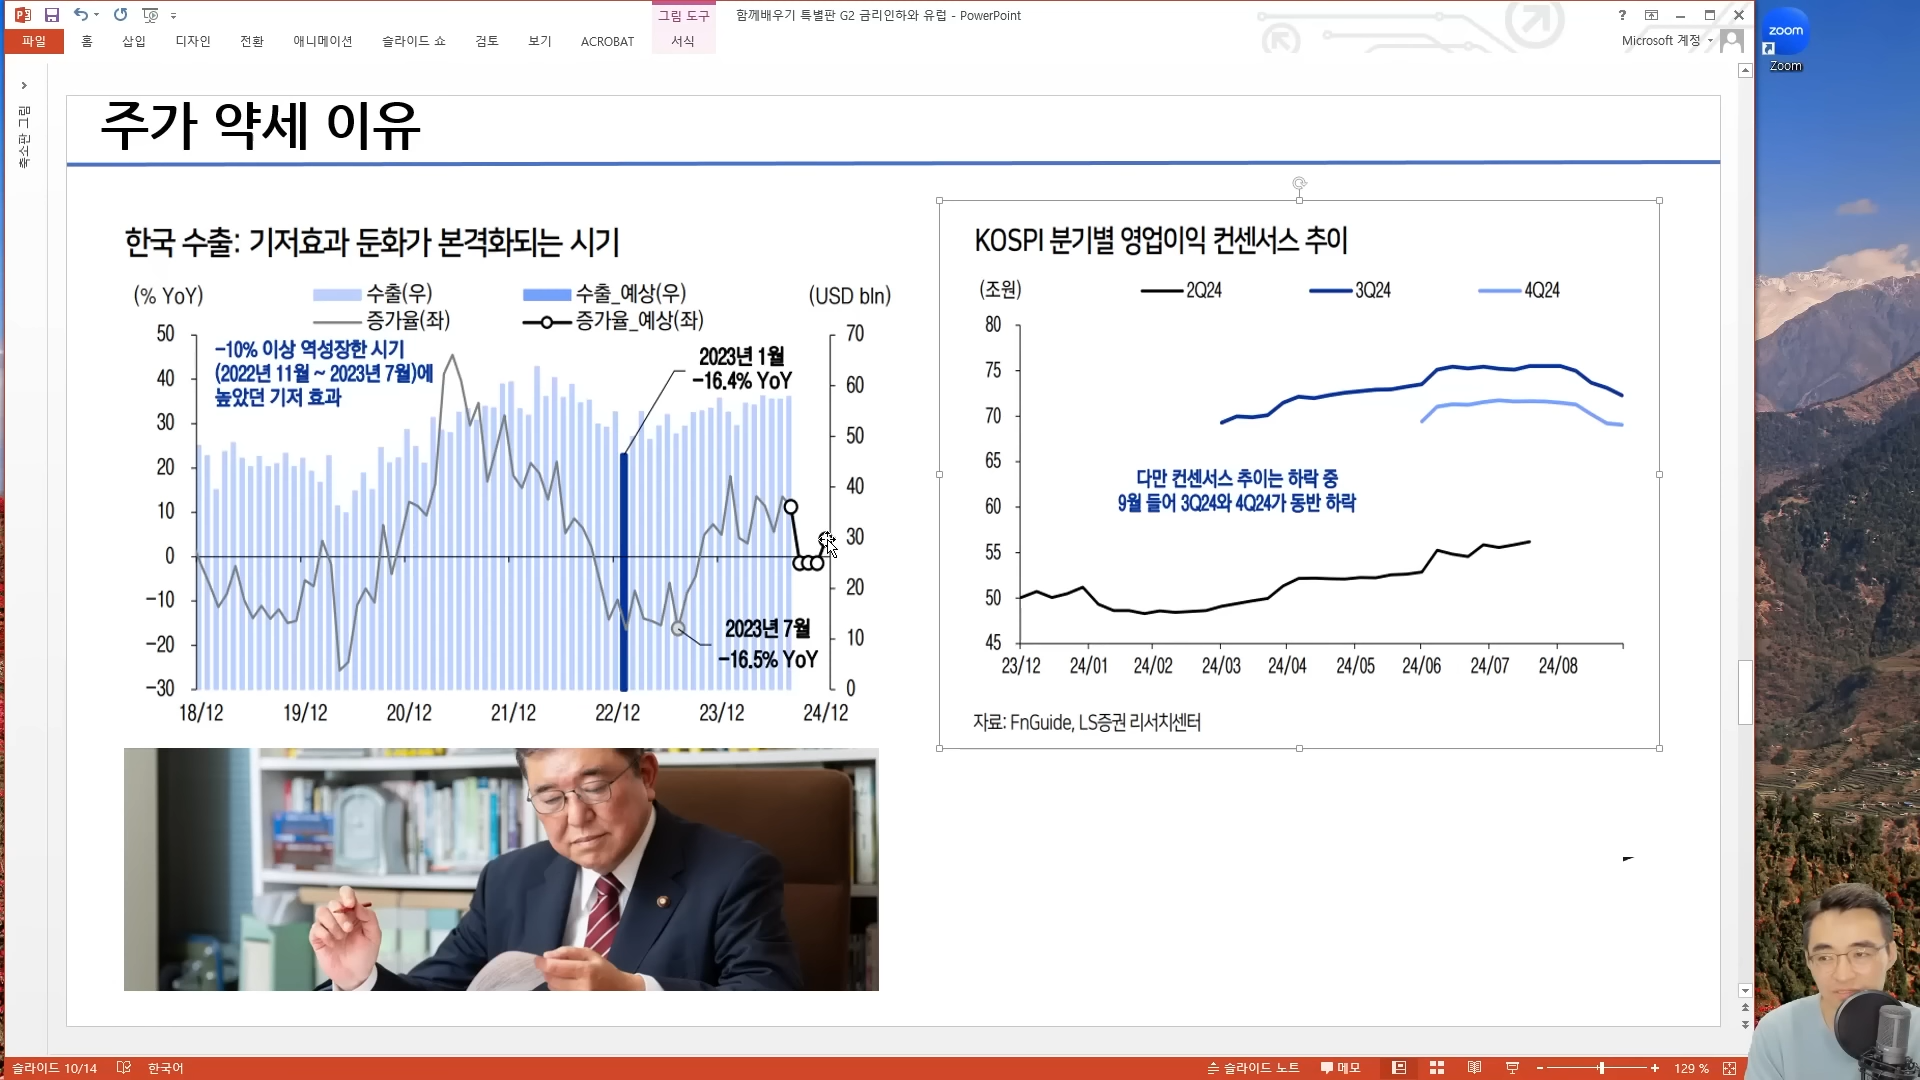 그림 도구
함께배우기 특별판 G2 금리인하와 유럽 - PowerPoint
?
파일 홈 삽입 디자인 전환 애니메이션 슬라이드 쇼 검토 보기 ACROBAT 서식
Microsoft 계정
zoom
Zoom
축소판 그림
주가 약세 이유
한국 수출: 기저효과 둔화가 본격화되는 시기
(% YoY) 수출(우) 수출_예상(우) (USD bln)
증가율(좌) 증가율_예상(좌)
50
40
30
20
10
0
-10
-20
-30
70
60
50
40
30
20
10
0
-10% 이상 역성장한 시기
(2022년 11월 ~ 2023년 7월)에
높았던 기저 효과
2023년 1월
-16.4% YoY
2023년 7월
-16.5% YoY
18/12 19/12 20/12 21/12 22/12 23/12 24/12
KOSPI 분기별 영업이익 컨센서스 추이
(조원) 2Q24 3Q24 4Q24
80
75
70
65
60
55
50
45
다만 컨센서스 추이는 하락 중
9월 들어 3Q24와 4Q24가 동반 하락
23/12 24/01 24/02 24/03 24/04 24/05 24/06 24/07 24/08
자료: FnGuide, LS증권 리서치센터
슬라이드 10/14 한국어 슬라이드 노트 메모 129 %